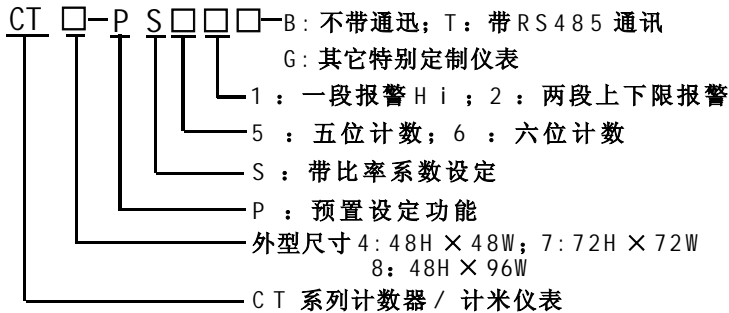 CT □-P S□□□-B: 不带通迅; T: 带RS485通讯
G: 其它特别定制仪表
1 : 一段报警Hi ; 2 : 两段上下限报警
5 : 五位计数; 6 : 六位计数
S : 带比率系数设定
P : 预置设定功能
外型尺寸4:48H×48W; 7:72H×72W
8: 48H×96W
CT 系列计数器/ 计米仪表